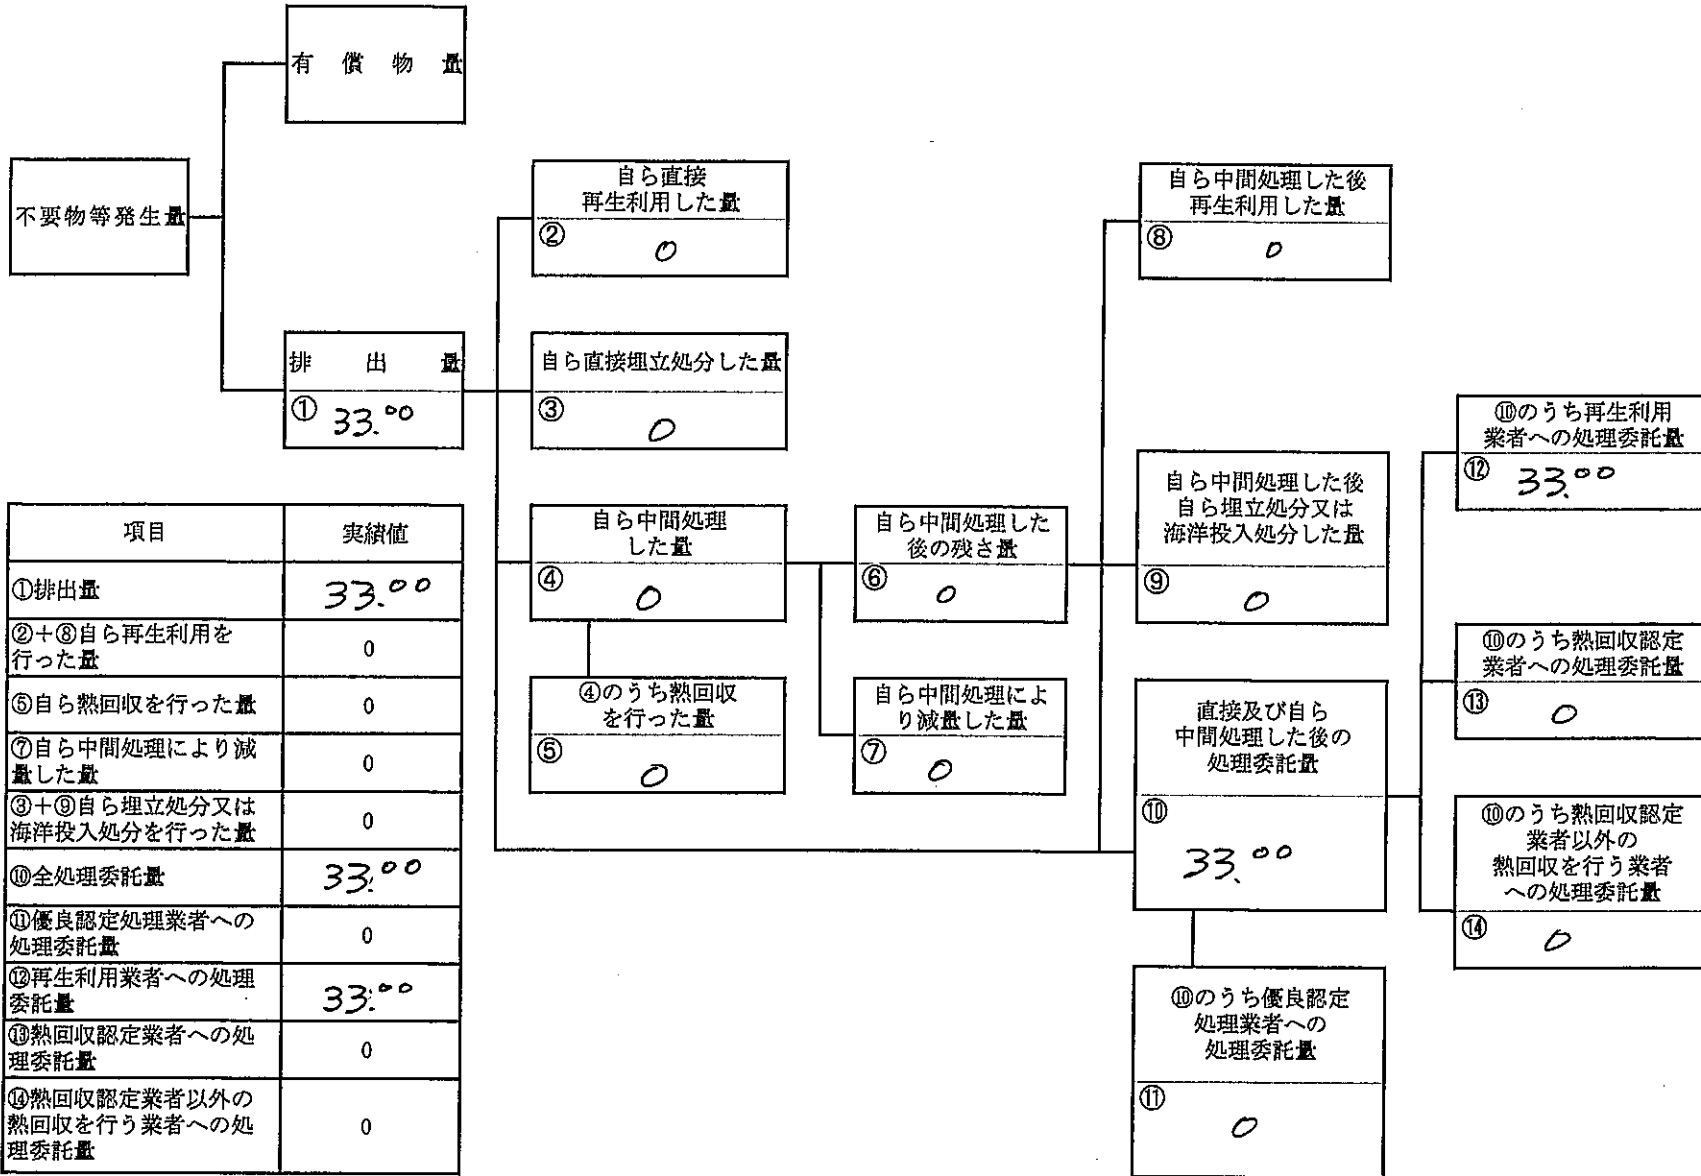 有償物量
不要物等発生量
排出量
① 33.00
自ら直接
再生利用した量
② 0
自ら直接埋立処分した量
③ 0
自ら中間処理
した量
④ 0
④のうち熱回収
を行った量
⑤ 0
自ら中間処理した
後の残さ量
⑥ 0
自ら中間処理によ
り減量した量
⑦ 0
自ら中間処理した後
再生利用した量
⑧ 0
自ら中間処理した後
自ら埋立処分又は
海洋投入処分した量
⑨ 0
直接及び自ら
中間処理した後の
処理委託量
⑩ 33.00
⑩のうち優良認定
処理業者への
処理委託量
⑪ 0
⑩のうち再生利用
業者への処理委託量
⑫ 33.00
⑩のうち熱回収認定
業者への処理委託量
⑬ 0
⑩のうち熱回収認定
業者以外の
熱回収を行う業者
への処理委託量
⑭ 0
項目 実績値
①排出量 33.00
②+⑧自ら再生利用を
行った量 0
⑤自ら熱回収を行った量 0
⑦自ら中間処理により減
量した量 0
③+⑨自ら埋立処分又は
海洋投入処分を行った量 0
⑩全処理委託量 33.00
⑪優良認定処理業者への
処理委託量 0
⑫再生利用業者への処理
委託量 33.00
⑬熱回収認定業者への処
理委託量 0
⑭熱回収認定業者以外の
熱回収を行う業者への処
理委託量 0